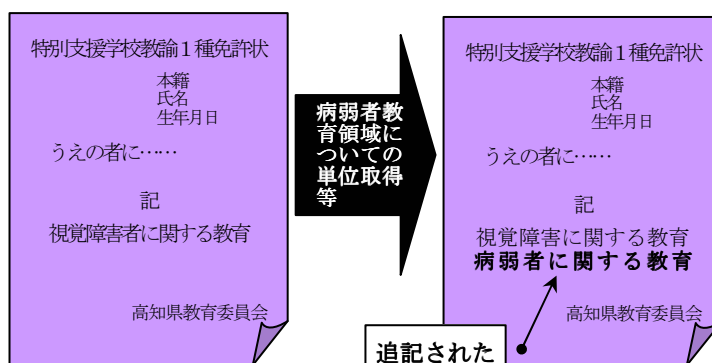 特別支援学校教諭1種免許状
本籍
氏名
生年月日
うえの者に……
記
視覚障害者に関する教育
高知県教育委員会
病弱者教
育領域に
ついての
単位取得
等
特別支援学校教諭1種免許状
本籍
氏名
生年月日
うえの者に……
記
視覚障害に関する教育
病弱者に関する教育
高知県教育委員会
追記された